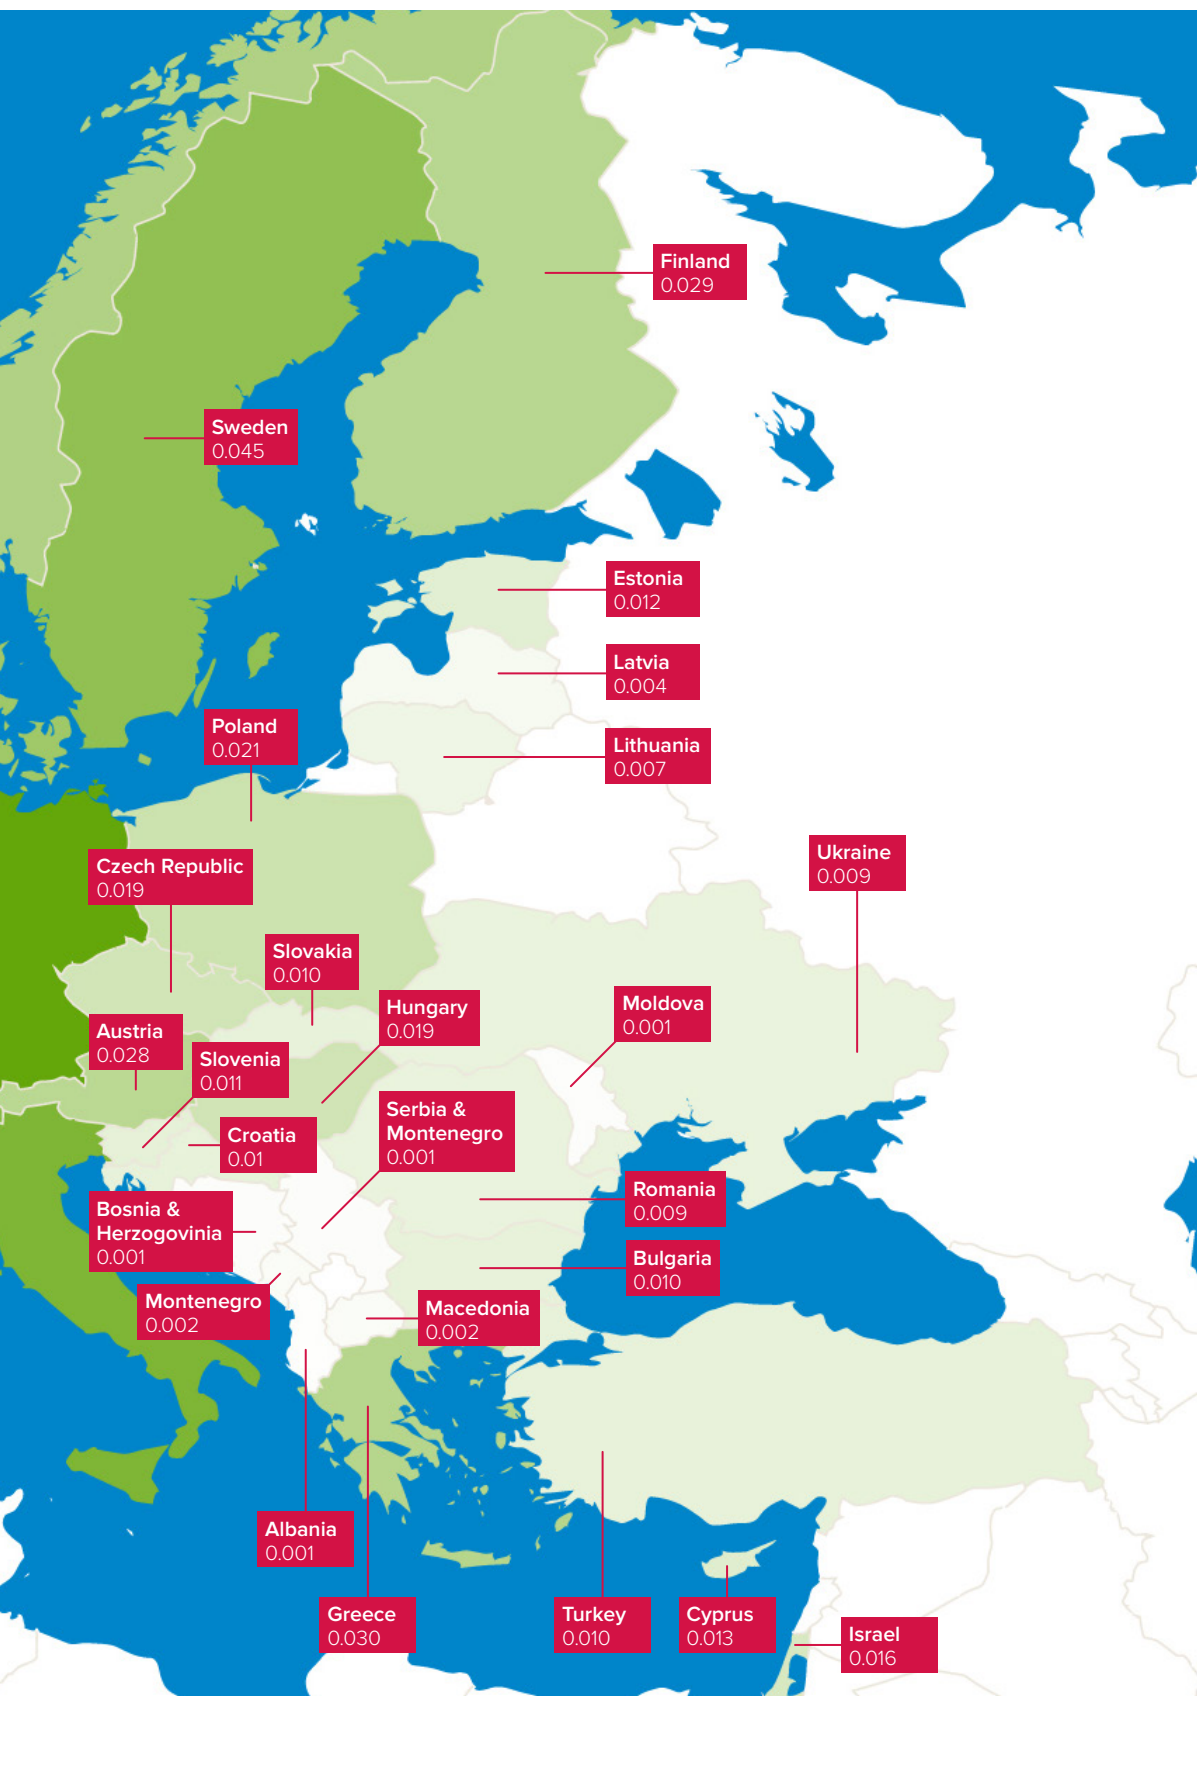 Finland
0.029
Sweden
0.045
Estonia
0.012
Latvia
0.004
Poland
0.021
Lithuania
0.007
Czech Republic
0.019
Ukraine
0.009
Slovakia
0.010
Hungary
0.019
Moldova
0.001
Austria
0.028
Slovenia
0.011
Serbia &
Montenegro
0.001
Croatia
0.01
Romania
0.009
Bosnia &
Herzogovinia
0.001
Bulgaria
0.010
Montenegro
0.002
Macedonia
0.002
Albania
0.001
Greece
0.030
Turkey
0.010
Cyprus
0.013
Israel
0.016